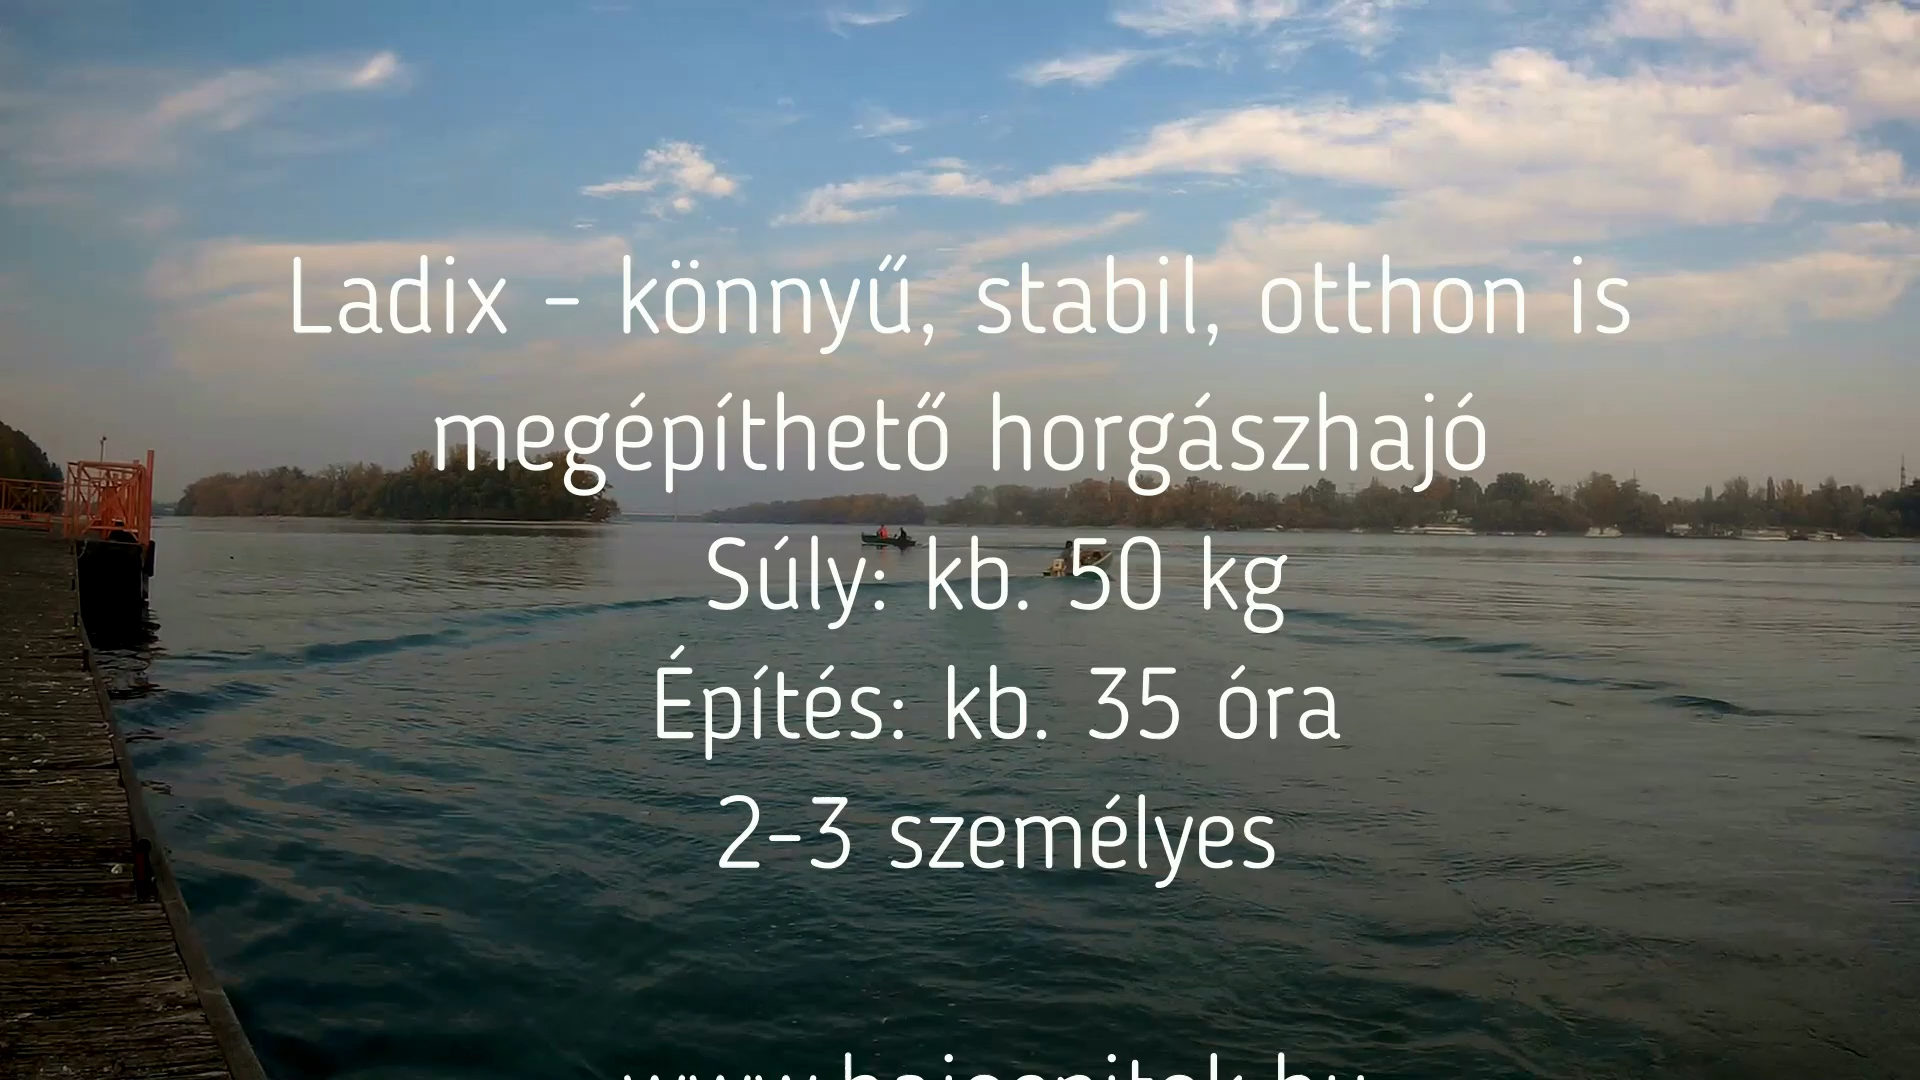 Ladix - könnyű, stabil, otthon is
megépíthető horgászhajó
Súly: kb. 50 kg
Építés: kb. 35 óra
2-3 személyes